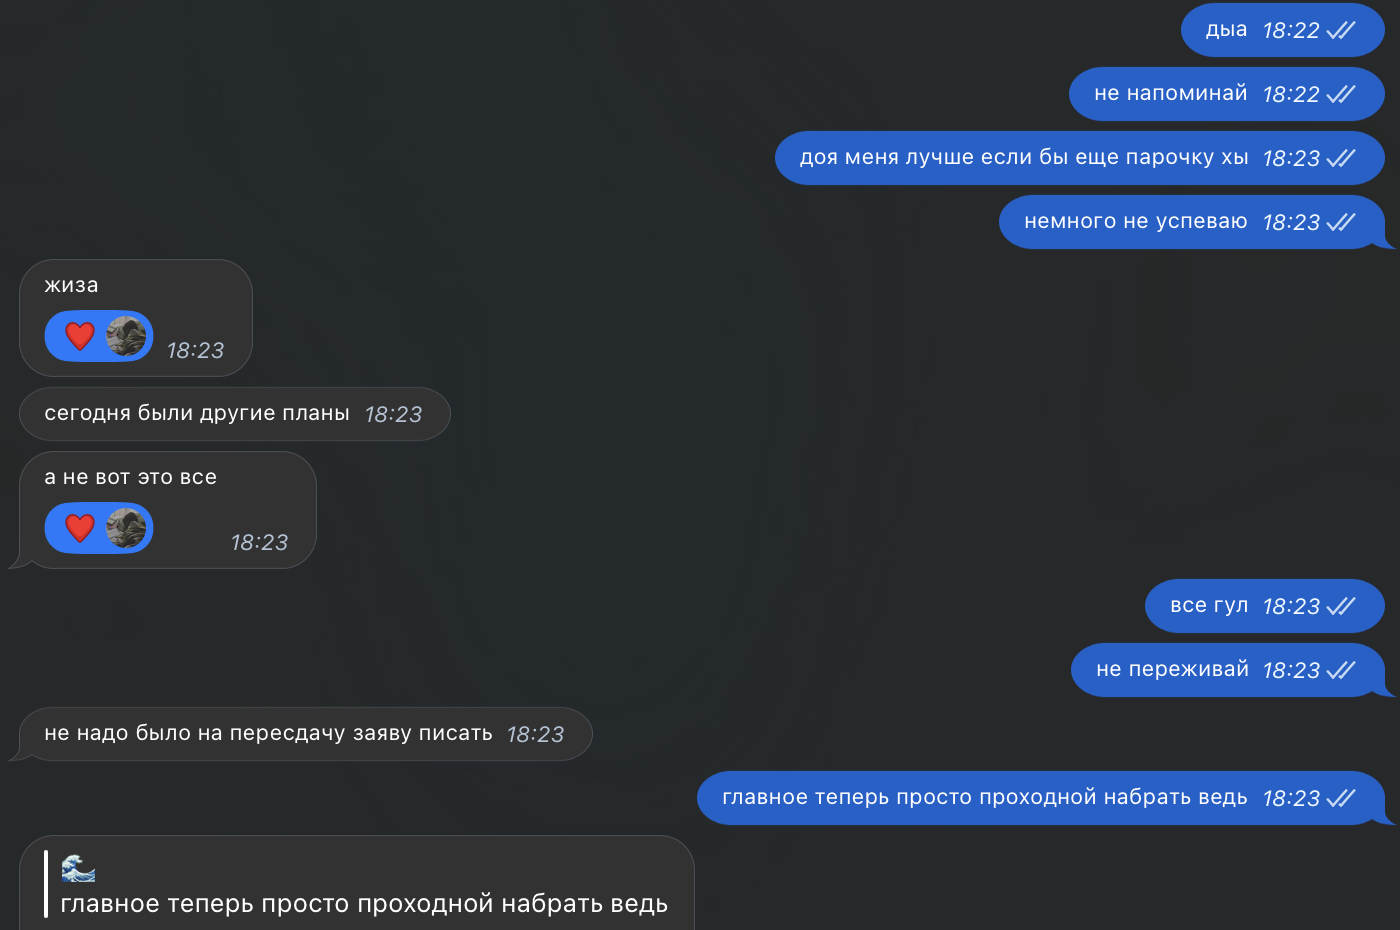 дыа 18:22
не напоминай 18:22
доя меня лучше если бы еще парочку хы 18:23
немного не успеваю 18:23
жиза
18:23
сегодня были другие планы 18:23
а не вот это все
18:23
все гул 18:23
не переживай 18:23
не надо было на пересдачу заяву писать 18:23
главное теперь просто проходной набрать ведь 18:23
главное теперь просто проходной набрать ведь